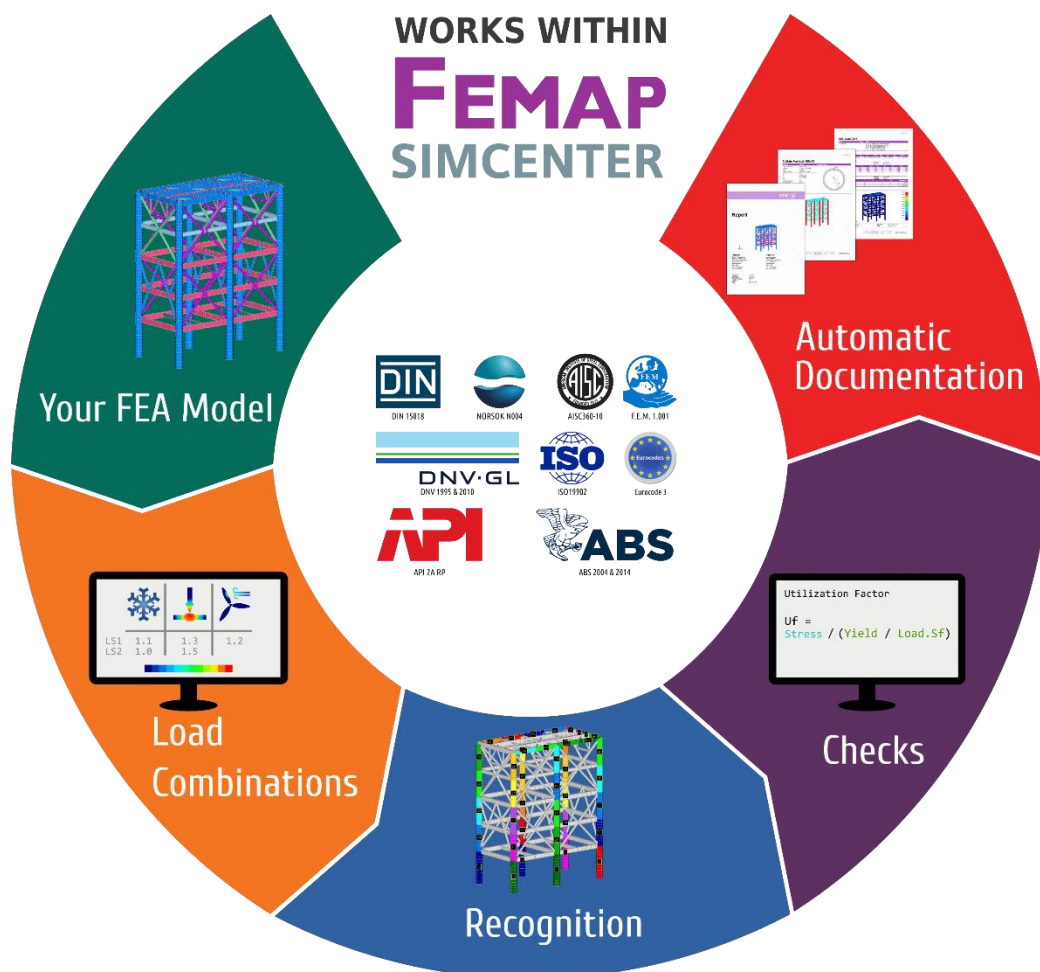 WORKS WITHIN
FEMAP
SIMCENTER
Your FEA Model
Load
Combinations
LS1 1.1 1.3 1.2
LS2 1.0 1.5
Recognition
Checks
Utilization Factor
Uf =
Stress / (Yield / Load.Sf)
Automatic
Documentation
Report
DIN
DIN 15018
NORSOK N004
AISC
AISC360-10
FEM
F.E.M. 1.001
DNV·GL
DNV 1995 & 2010
ISO
ISO19902
Eurocodes
Eurocode 3
API
API 2A RP
ABS
ABS 2004 & 2014